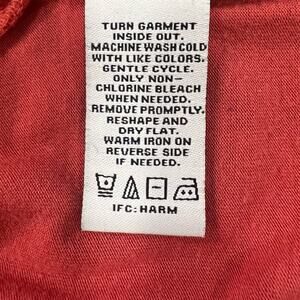 TURN GARMENT
INSIDE OUT.
MACHINE WASH COLD
WITH LIKE COLORS.
GENTLE CYCLE.
ONLY NON-
CHLORINE BLEACH
WHEN NEEDED.
REMOVE PROMPTLY.
RESHAPE AND
DRY FLAT.
WARM IRON ON
REVERSE SIDE
IF NEEDED.
IFC: HARM